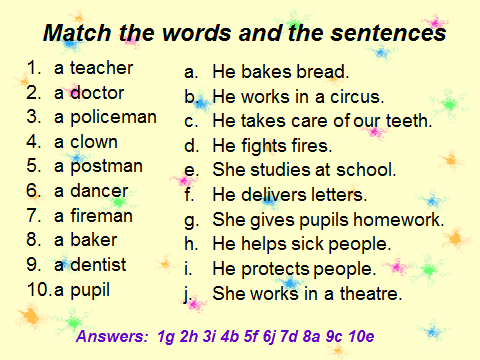 Match the words and the sentences
1. a teacher
2. a doctor
3. a policeman
4. a clown
5. a postman
6. a dancer
7. a fireman
8. a baker
9. a dentist
10. a pupil
a. He bakes bread.
b. He works in a circus.
c. He takes care of our teeth.
d. He fights fires.
e. She studies at school.
f. He delivers letters.
g. She gives pupils homework.
h. He helps sick people.
i. He protects people.
j. She works in a theatre.
Answers: 1g 2h 3i 4b 5f 6j 7d 8a 9c 10e